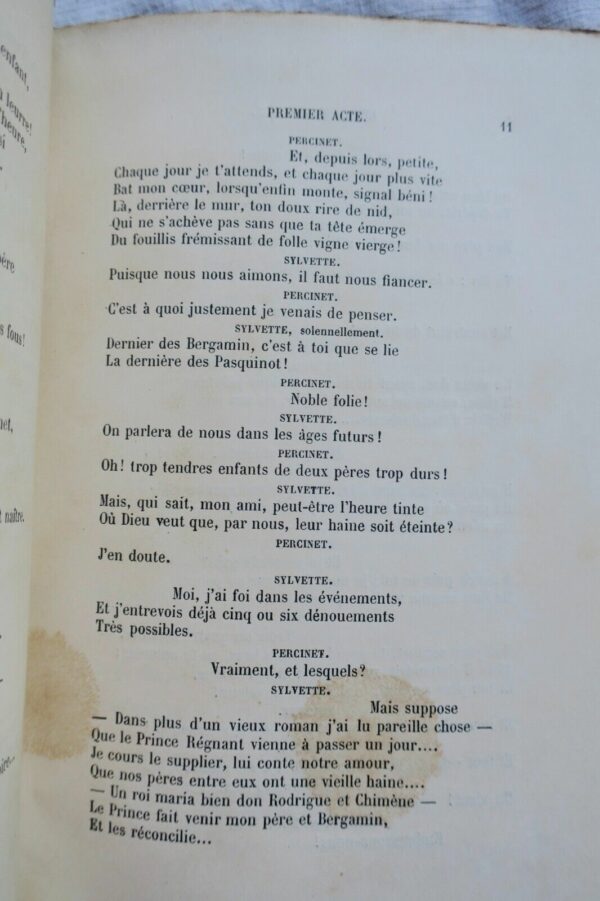 enfant,
leurre!
l'heure,
père
s fous!
naître.
PREMIER ACTE.
11
PERCINET.
Et, depuis lors, petite,
Chaque jour je t'attends, et chaque jour plus vite
Bat mon cœur, lorsqu'enfin monte, signal béni!
Là, derrière le mur, ton doux rire de nid,
Qui ne s'achève pas sans que ta tête émerge
Du fouillis frémissant de folle vigne vierge!
SYLVETTE.
Puisque nous nous aimons, il faut nous fiancer.
PERCINET.
C'est à quoi justement je venais de penser.
SYLVETTE, solennellement.
Dernier des Bergamin, c'est à toi que se lie
La dernière des Pasquinot!
PERCINET.
Noble folie!
SYLVETTE.
On parlera de nous dans les âges futurs!
PERCINET.
Oh! trop tendres enfants de deux pères trop durs!
SYLVETTE.
Mais, qui sait, mon ami, peut-être l'heure tinte
Où Dieu veut que, par nous, leur haine soit éteinte?
PERCINET.
J'en doute.
SYLVETTE.
Moi, j'ai foi dans les événements,
Et j'entrevois déjà cinq ou six dénouements
Très possibles.
PERCINET.
Vraiment, et lesquels?
SYLVETTE.
Mais suppose
— Dans plus d'un vieux roman j'ai lu pareille chose —
Que le Prince Régnant vienne à passer un jour....
Je cours le supplier, lui conte notre amour,
Que nos pères entre eux ont une vieille haine....
— Un roi maria bien don Rodrigue et Chimène —
Le Prince fait venir mon père et Bergamin,
Et les réconcilie...